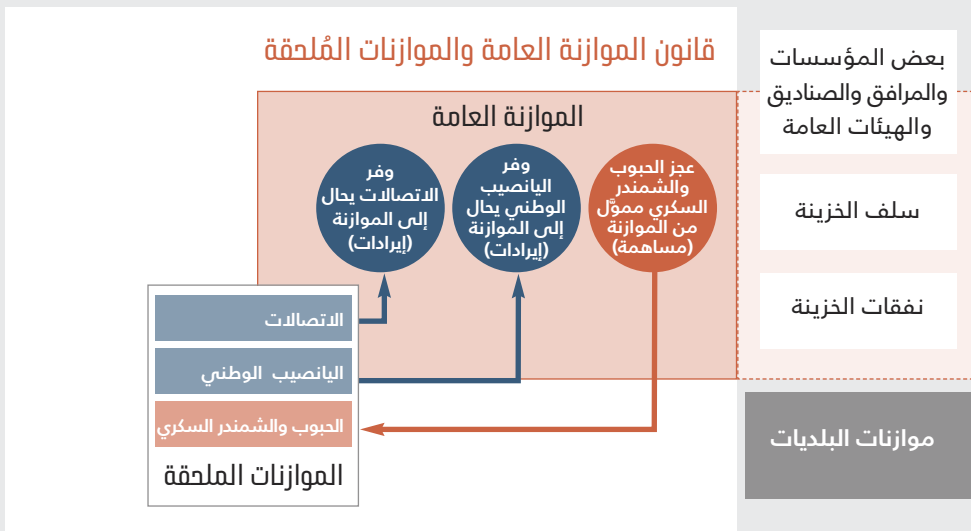 قانون الموازنة العامة والموازنات المُلحقة
بعض المؤسسات
والمرافق والصناديق
والهيئات العامة
سلف الخزينة
نفقات الخزينة
موازنات البلديات
الموازنة العامة
عجز الحبوب
والشمندر
السكري مموَّل
من الموازنة
(مساهمة)
وفر
اليانصيب
الوطني يحال
إلى الموازنة
(إيرادات)
وفر
الاتصالات يحال
إلى الموازنة
(إيرادات)
الاتصالات
اليانصيب الوطني
الحبوب والشمندر السكري
الموازنات الملحقة